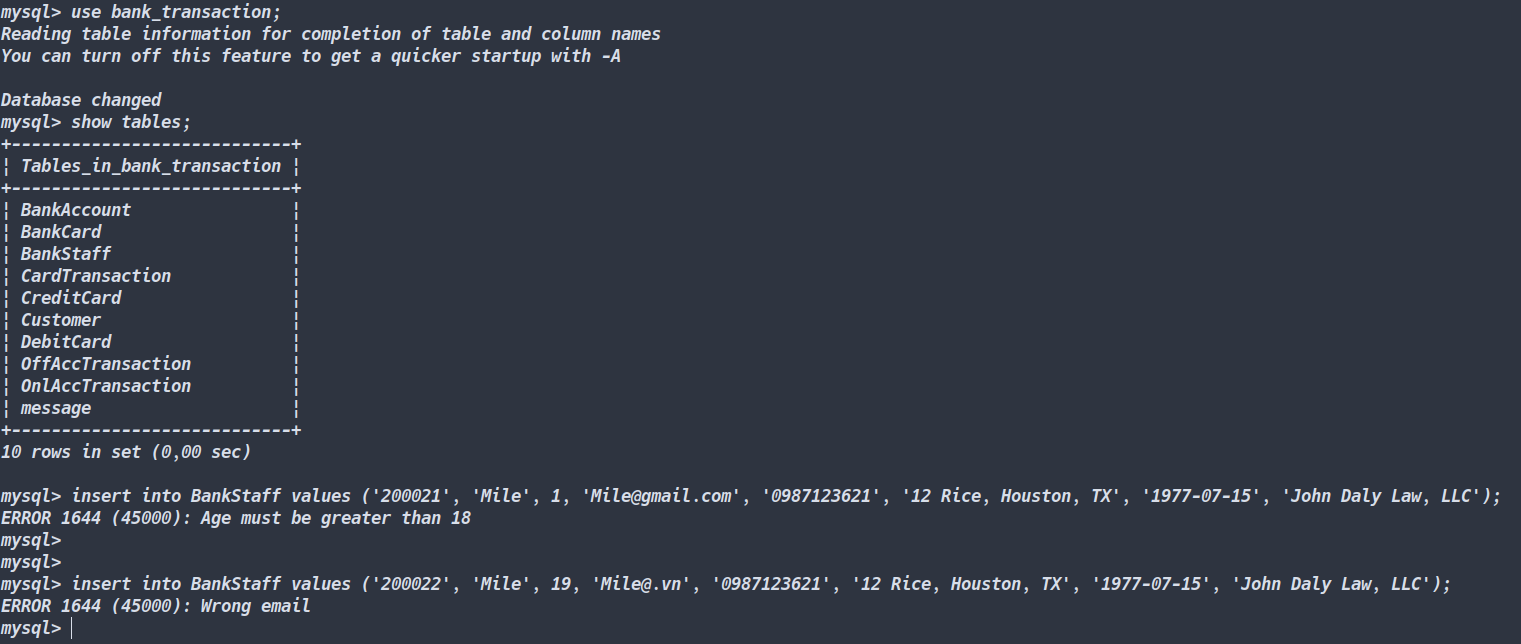 mysql> use bank_transaction;
Reading table information for completion of table and column names
You can turn off this feature to get a quicker startup with -A
Database changed
mysql> show tables;
+----------------------------+
¦ Tables_in_bank_transaction ¦
+----------------------------+
¦ BankAccount                ¦
¦ BankCard                   ¦
¦ BankStaff                  ¦
¦ CardTransaction            ¦
¦ CreditCard                 ¦
¦ Customer                   ¦
¦ DebitCard                  ¦
¦ OffAccTransaction          ¦
¦ OnlAccTransaction          ¦
¦ message                    ¦
+----------------------------+
10 rows in set (0,00 sec)
mysql> insert into BankStaff values ('200021', 'Mile', 1, 'Mile@gmail.com', '0987123621', '12 Rice, Houston, TX', '1977-07-15', 'John Daly Law, LLC');
ERROR 1644 (45000): Age must be greater than 18
mysql>
mysql>
mysql> insert into BankStaff values ('200022', 'Mile', 19, 'Mile@.vn', '0987123621', '12 Rice, Houston, TX', '1977-07-15', 'John Daly Law, LLC');
ERROR 1644 (45000): Wrong email
mysql>